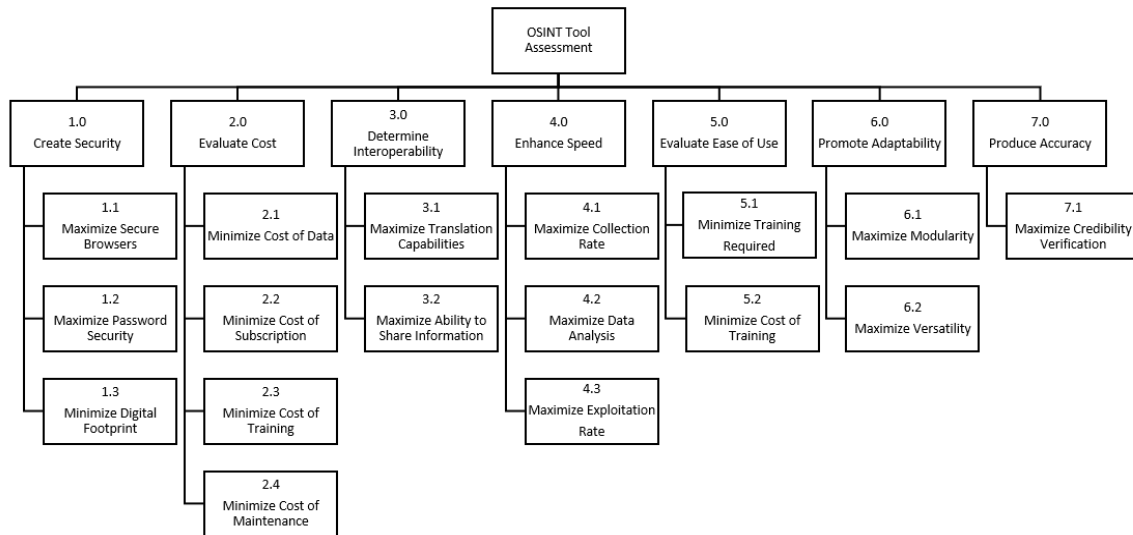 OSINT Tool
Assessment
1.0
Create Security
2.0
Evaluate Cost
3.0
Determine
Interoperability
4.0
Enhance Speed
5.0
Evaluate Ease of Use
6.0
Promote Adaptability
7.0
Produce Accuracy
1.1
Maximize Secure
Browsers
1.2
Maximize Password
Security
1.3
Minimize Digital
Footprint
2.1
Minimize Cost of Data
2.2
Minimize Cost of
Subscription
2.3
Minimize Cost of
Training
2.4
Minimize Cost of
Maintenance
3.1
Maximize Translation
Capabilities
3.2
Maximize Ability to
Share Information
4.1
Maximize Collection
Rate
4.2
Maximize Data
Analysis
4.3
Maximize Exploitation
Rate
5.1
Minimize Training
Required
5.2
Minimize Cost of
Training
6.1
Maximize Modularity
6.2
Maximize Versatility
7.1
Maximize Credibility
Verification